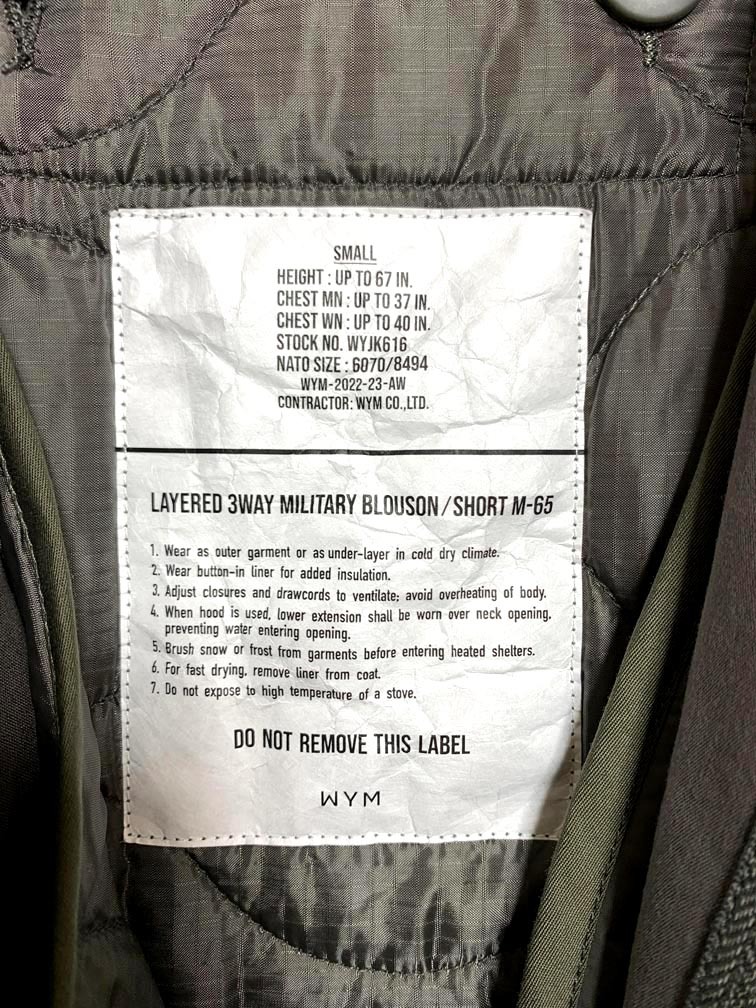 SMALL
HEIGHT : UP TO 67 IN.
CHEST MN : UP TO 37 IN.
CHEST WN : UP TO 40 IN.
STOCK NO. WYJK616
NATO SIZE : 6070/8494
WYM-2022-23-AW
CONTRACTOR: WYM CO.,LTD.
LAYERED 3WAY MILITARY BLOUSON/SHORT M-65
1. Wear as outer garment or as under-layer in cold dry climate.
2. Wear button-in liner for added insulation.
3. Adjust closures and drawcords to ventilate; avoid overheating of body.
4. When hood is used, lower extension shall be worn over neck opening,
preventing water entering opening.
5. Brush snow or frost from garments before entering heated shelters.
6. For fast drying, remove liner from coat.
7. Do not expose to high temperature of a stove.
DO NOT REMOVE THIS LABEL
WYM